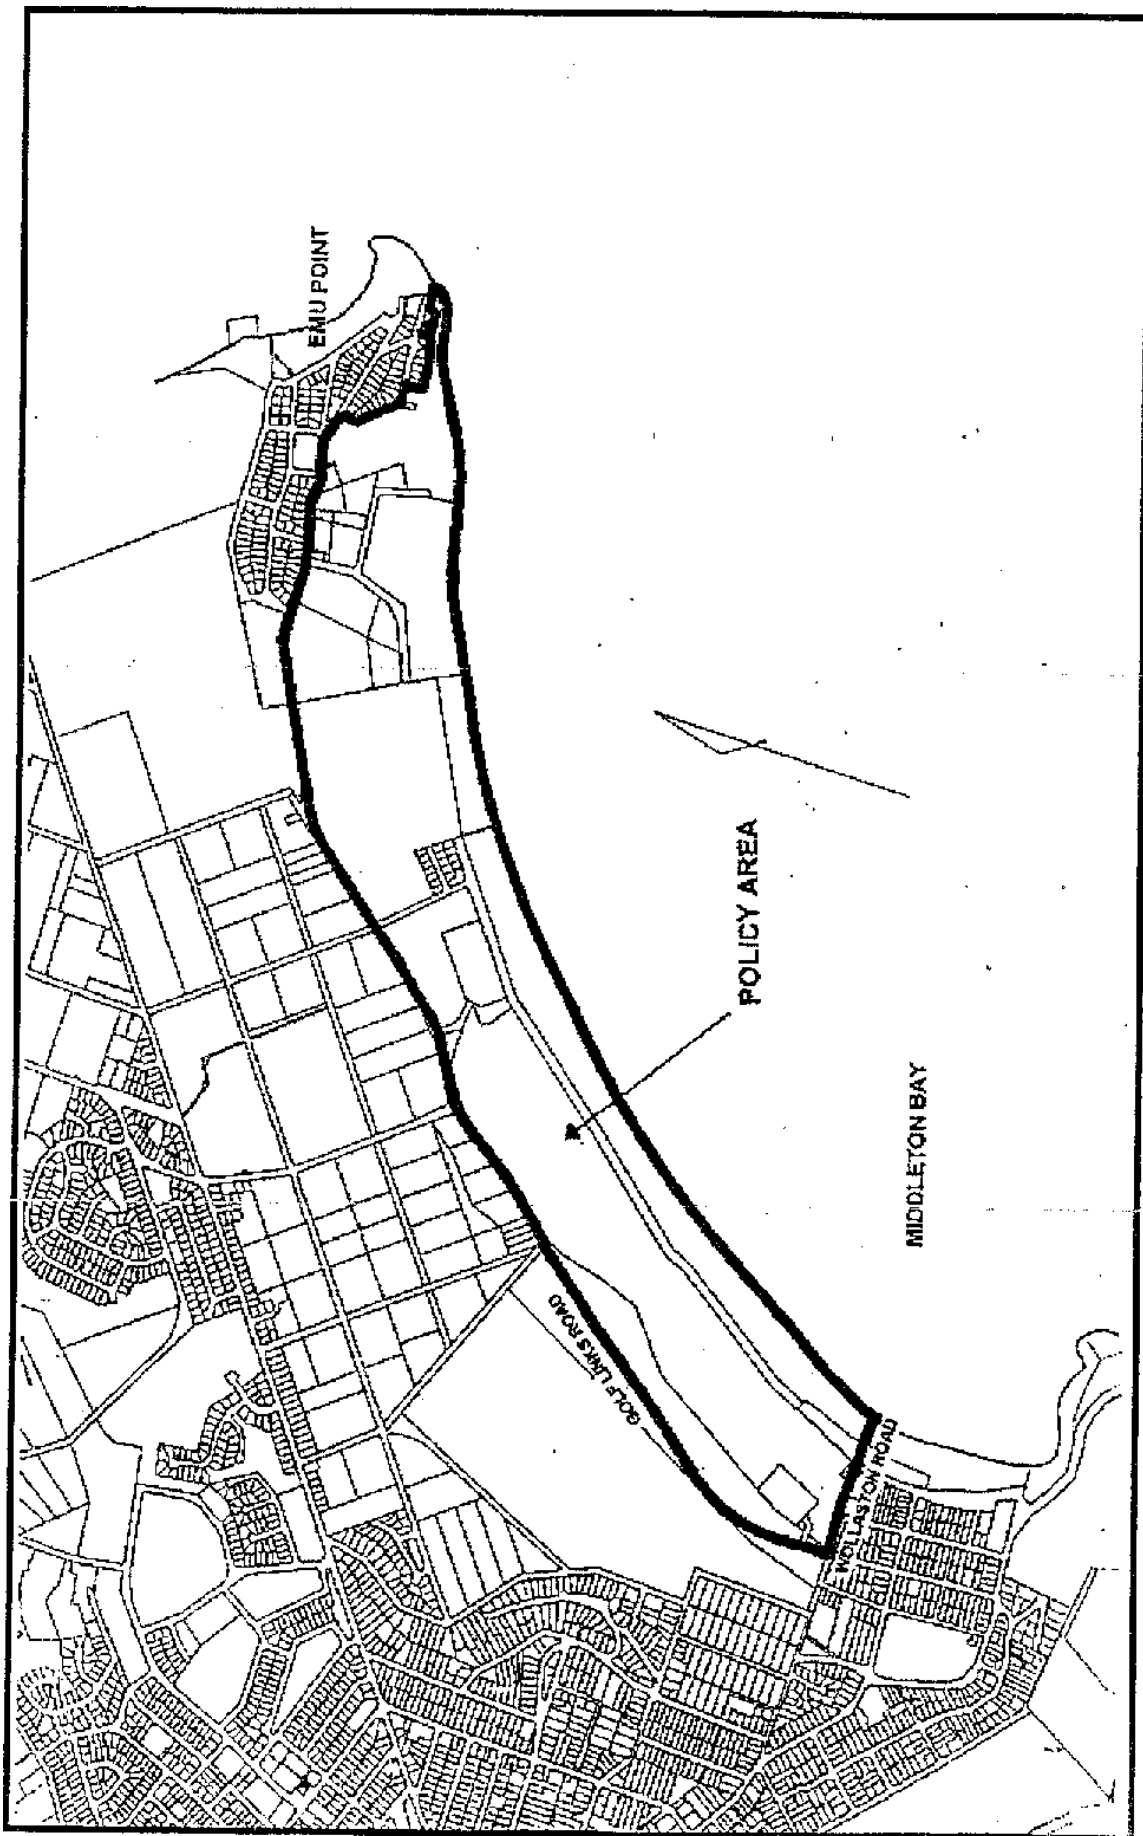 EMU POINT
POLICY AREA
MIDDLETON BAY
GOLF LINKS ROAD
WOLLASTON ROAD